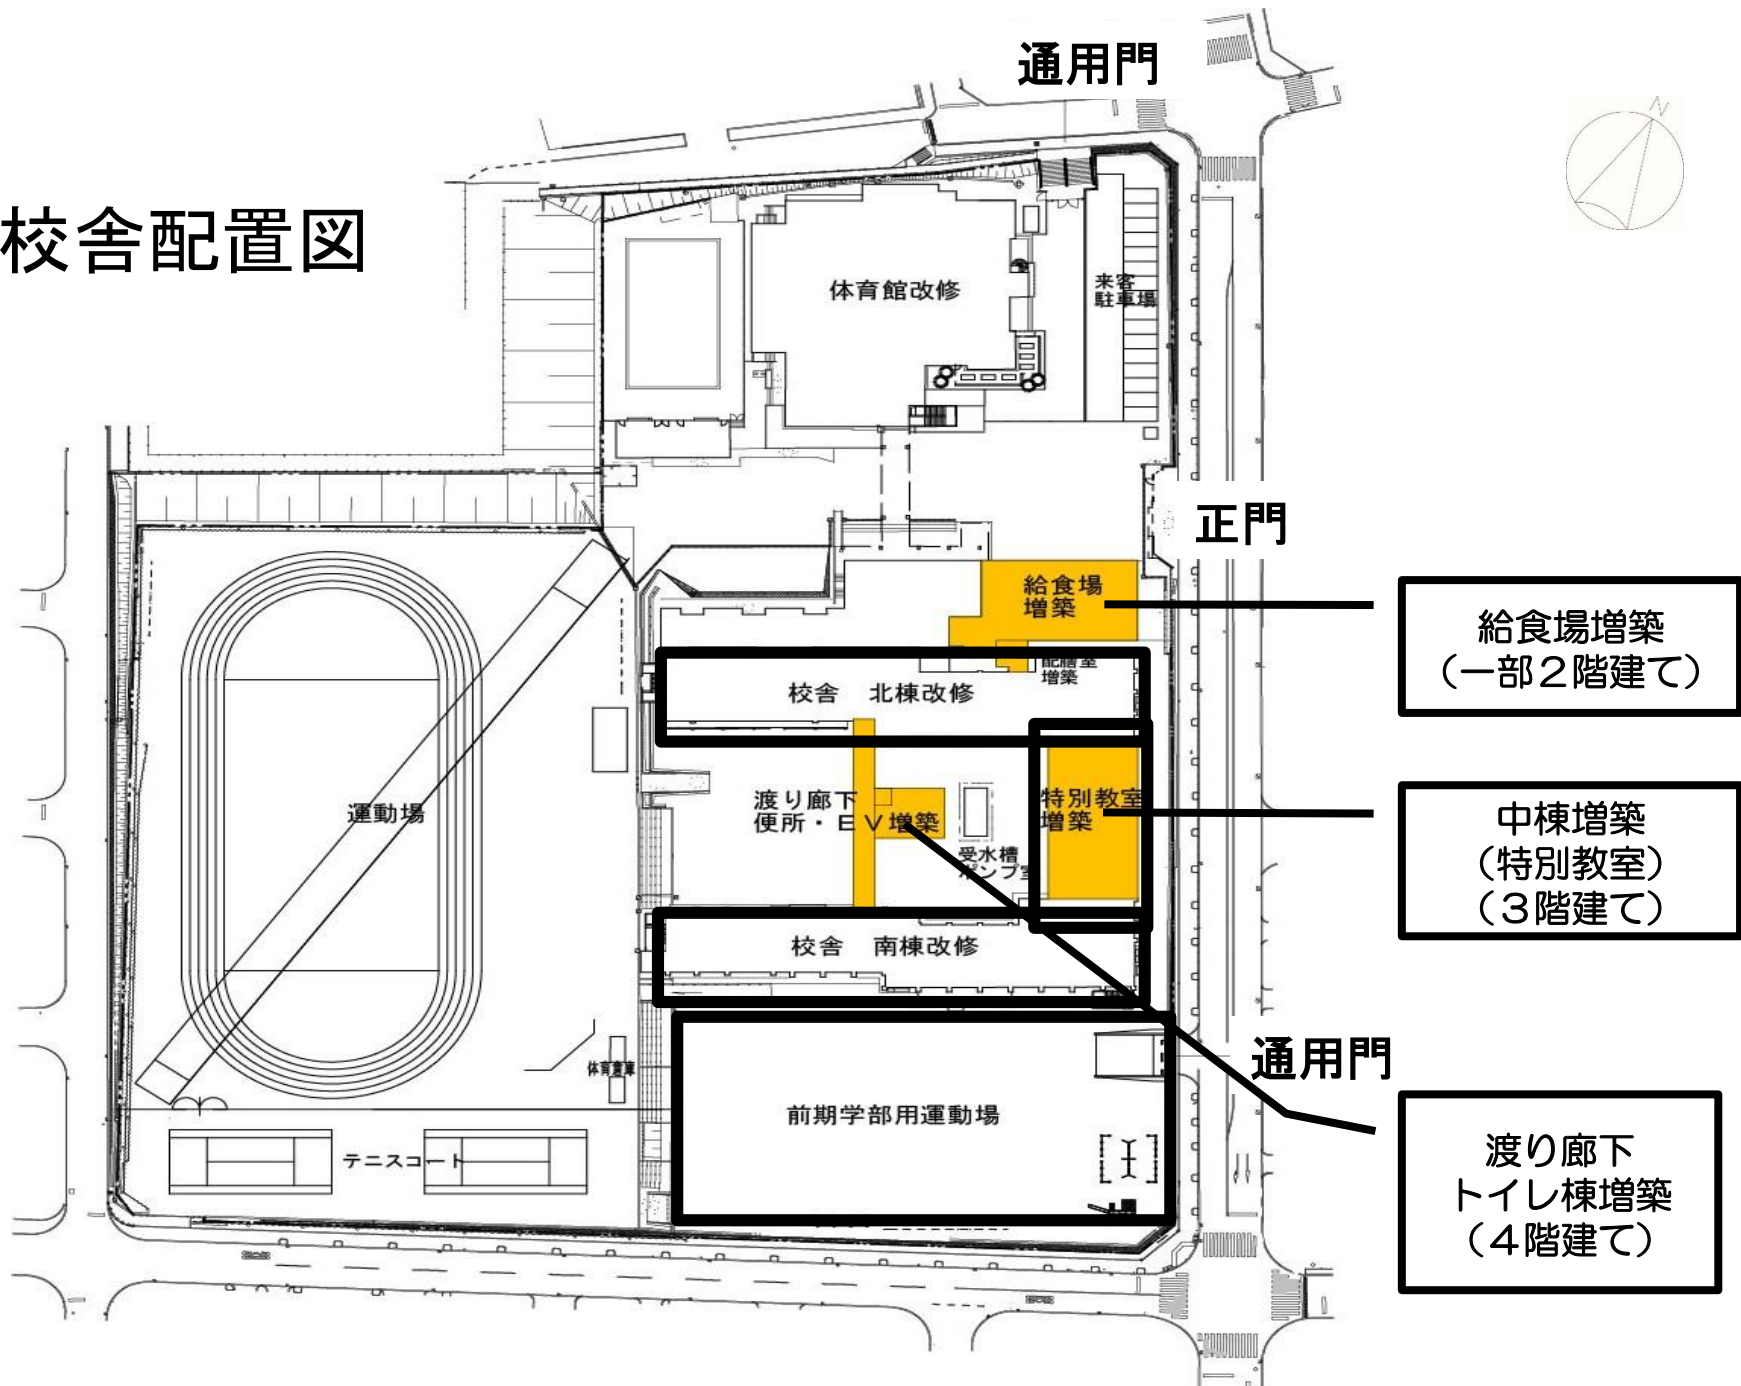 通用門
N
校舎配置図
体育館改修
来客
駐車場
正門
給食場
増築
給食場増築
（一部２階建て）
配膳室
増築
校舎　北棟改修
渡り廊下
便所・ＥＶ増築
特別教室
増築
中棟増築
（特別教室）
（３階建て）
運動場
受水槽
ポンプ室
校舎　南棟改修
通用門
体育倉庫
前期学部用運動場
テニスコート
渡り廊下
トイレ棟増築
（４階建て）